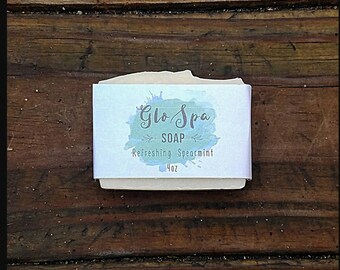 Glo Spa
SOAP
Refreshing Spearmint
4oz